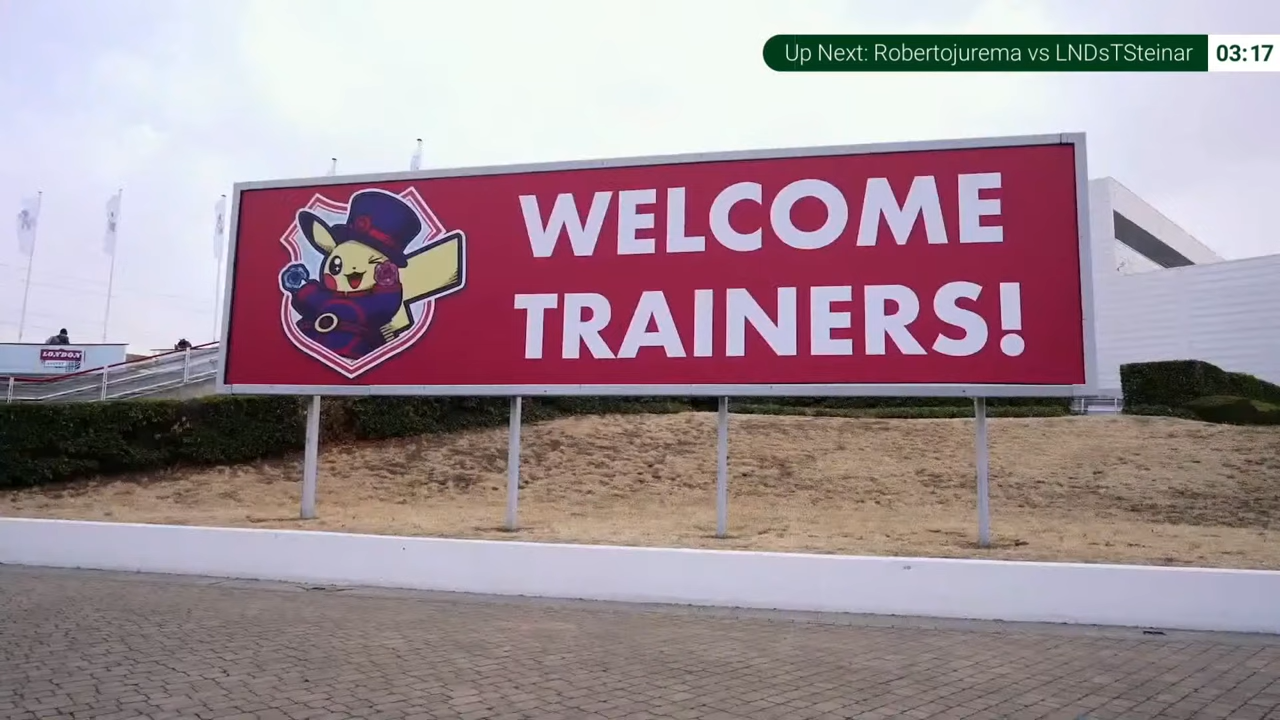 Up Next: Robertojurema vs LNDsTSteinar 03:17
WELCOME
TRAINERS!
LONDON